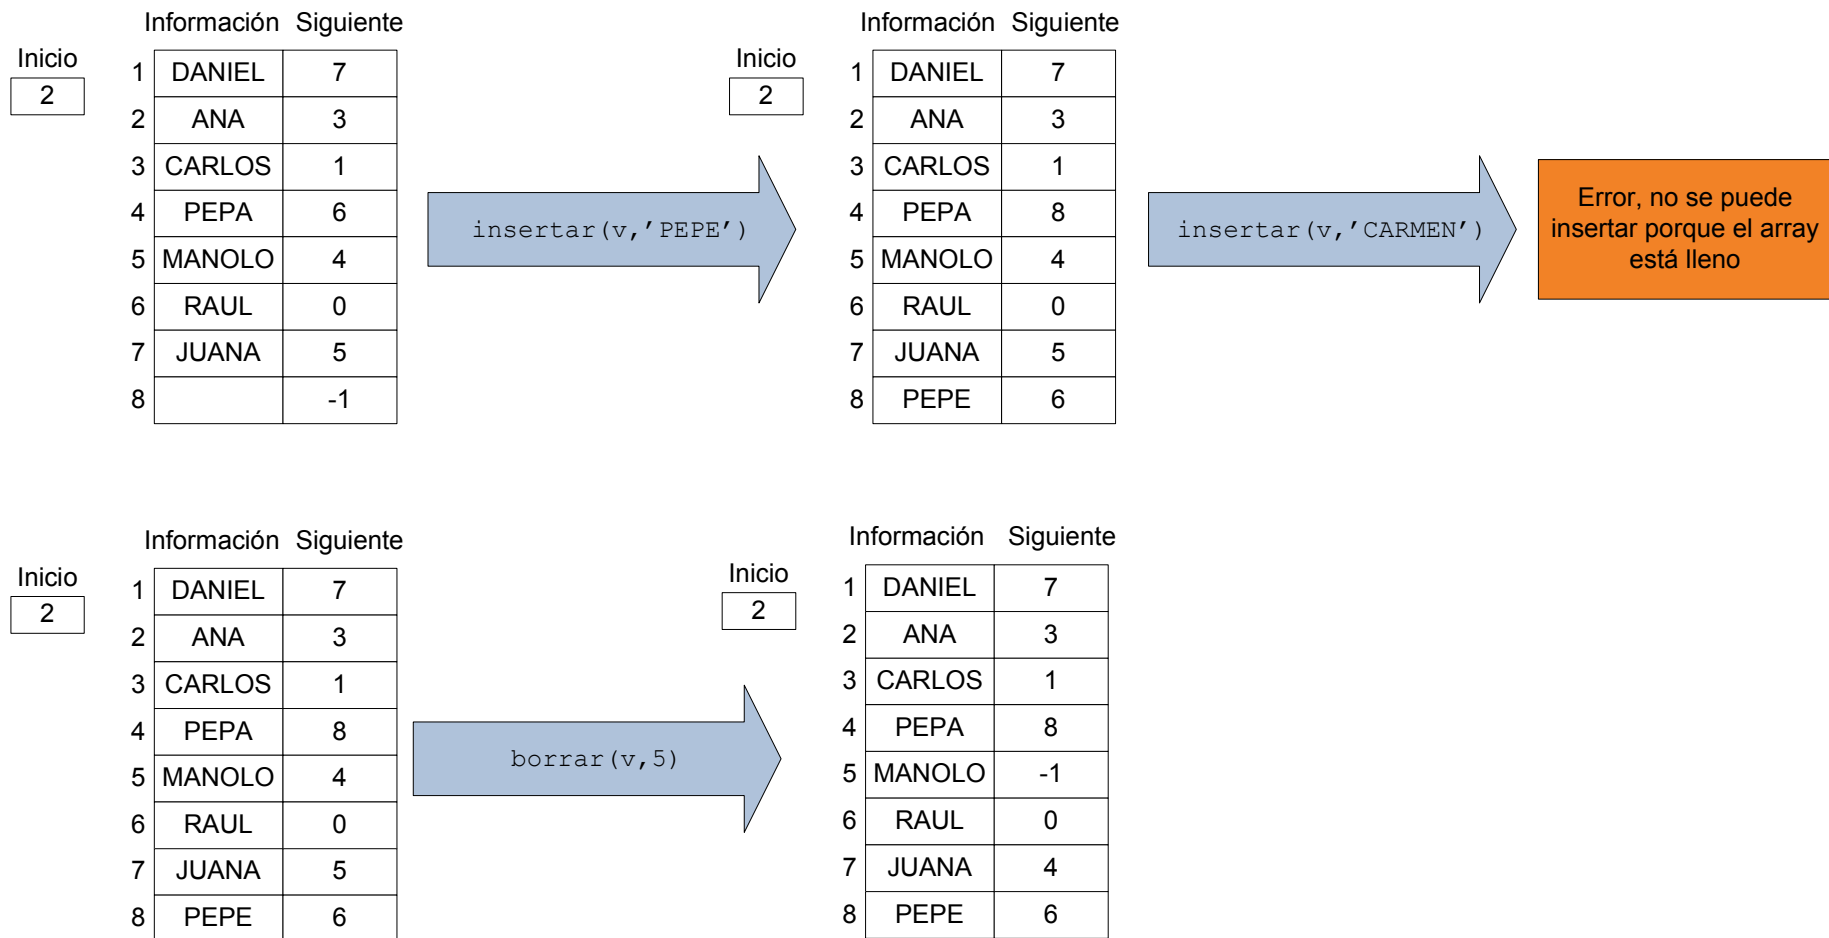 Información Siguiente
Inicio
2
1 DANIEL 7
2 ANA 3
3 CARLOS 1
4 PEPA 6
5 MANOLO 4
6 RAUL 0
7 JUANA 5
8 -1
insertar(v,'PEPE')
Información Siguiente
Inicio
2
1 DANIEL 7
2 ANA 3
3 CARLOS 1
4 PEPA 8
5 MANOLO 4
6 RAUL 0
7 JUANA 5
8 PEPE 6
insertar(v,'CARMEN')
Error, no se puede
insertar porque el array
está lleno
Información Siguiente
Inicio
2
1 DANIEL 7
2 ANA 3
3 CARLOS 1
4 PEPA 8
5 MANOLO 4
6 RAUL 0
7 JUANA 5
8 PEPE 6
borrar(v,5)
Información Siguiente
Inicio
2
1 DANIEL 7
2 ANA 3
3 CARLOS 1
4 PEPA 8
5 MANOLO -1
6 RAUL 0
7 JUANA 4
8 PEPE 6